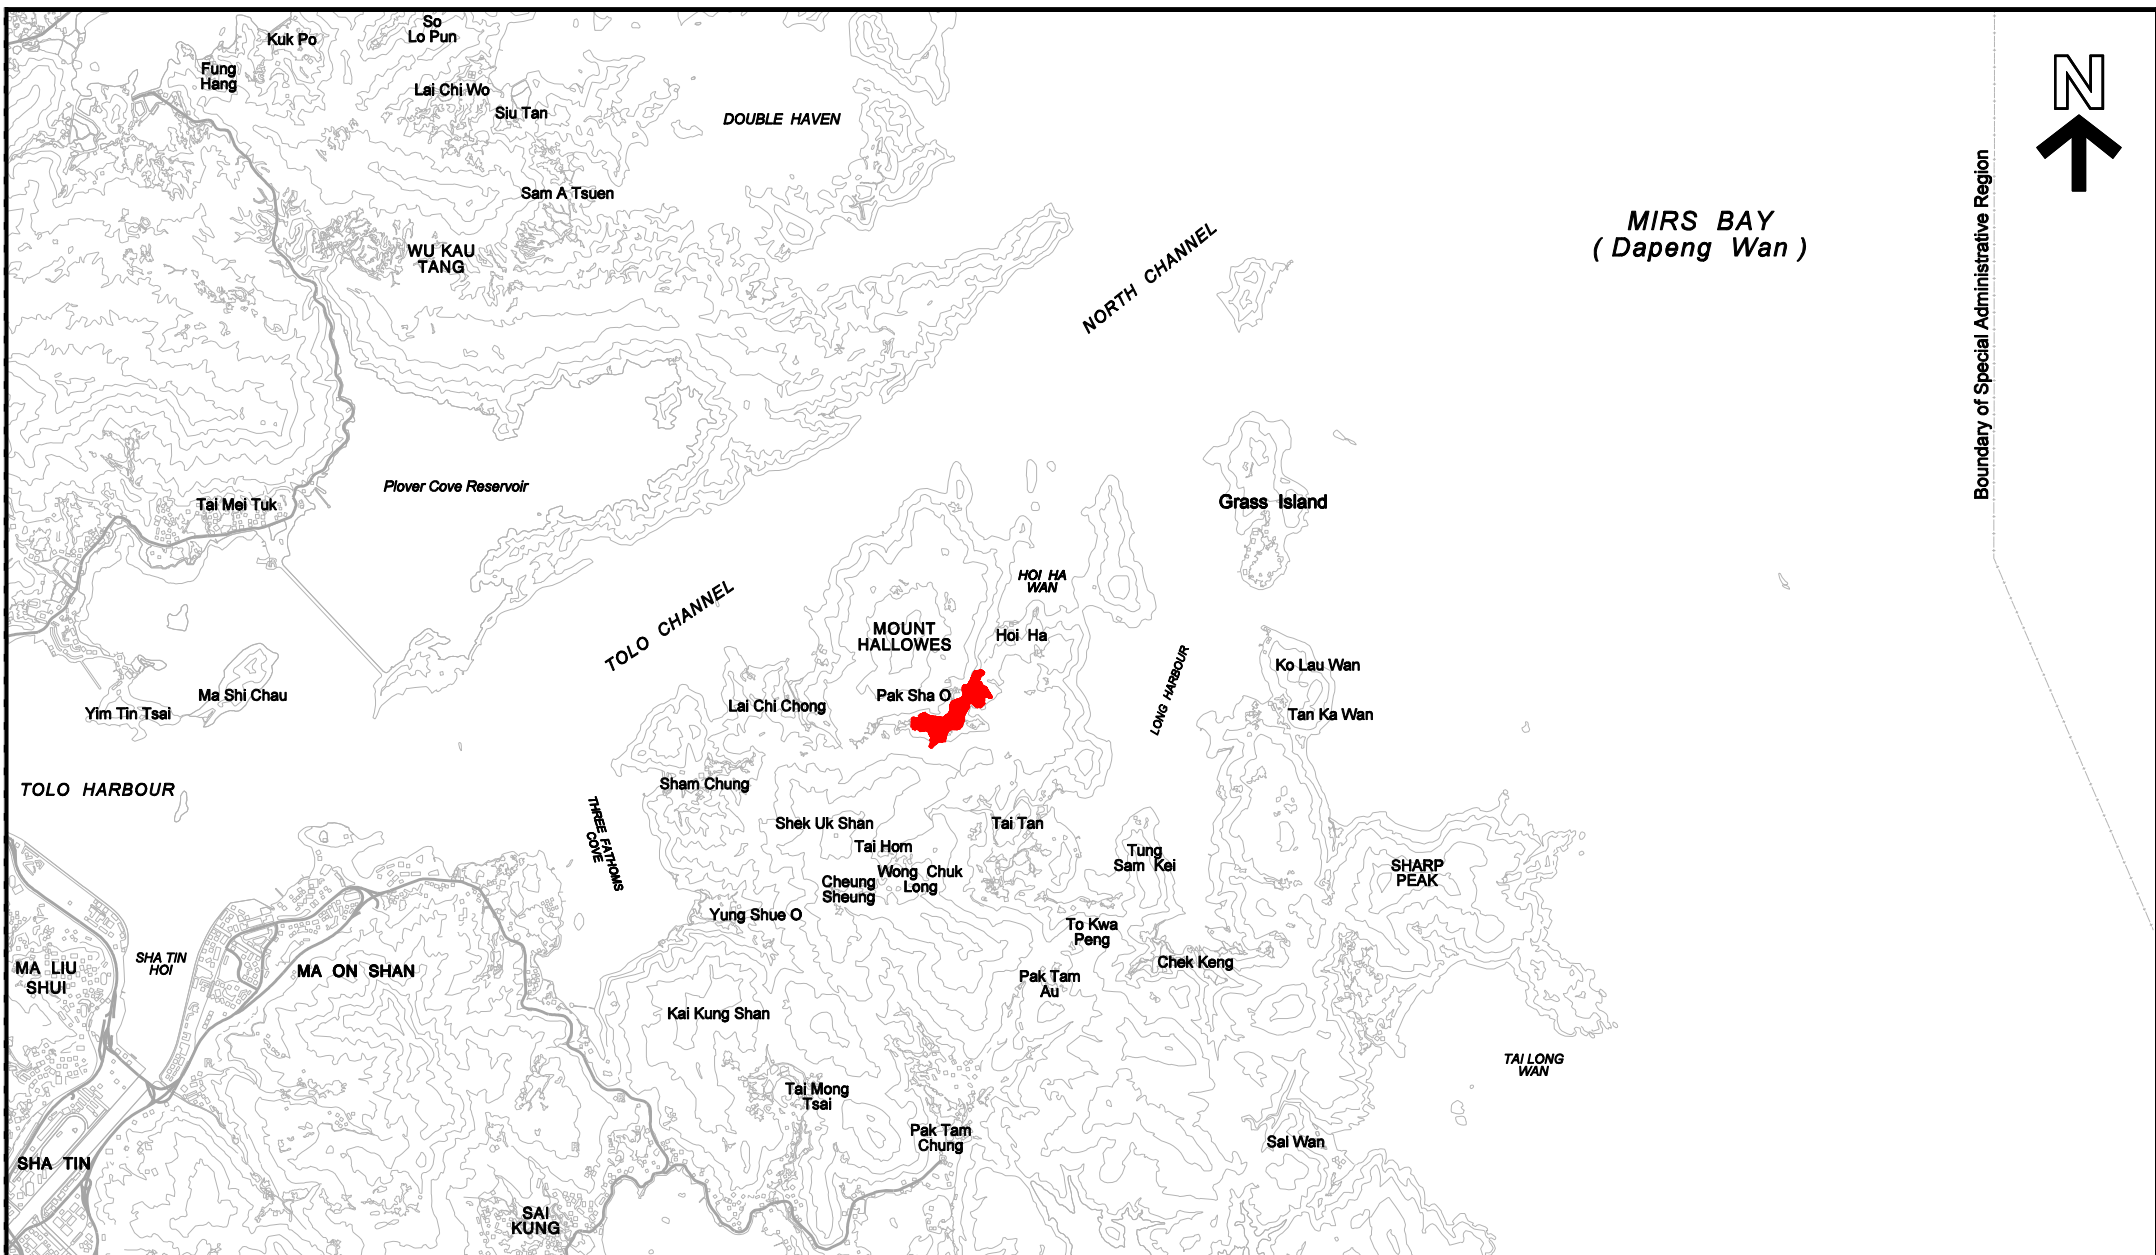 So
Lo Pun
Kuk Po
Fung
Hang
Lai Chi Wo
Siu Tan
DOUBLE HAVEN
N
Sam A Tsuen
MIRS BAY
( Dapeng Wan )
WU KAU
TANG
NORTH CHANNEL
Boundary of Special Administrative Region
Plover Cove Reservoir
Tai Mei Tuk
Grass Island
HOI HA
WAN
TOLO CHANNEL
MOUNT
HALLOWES
Hoi Ha
LONG HARBOUR
Ko Lau Wan
Ma Shi Chau
Yim Tin Tsai
Pak Sha O
Lai Chi Chong
Tan Ka Wan
TOLO HARBOUR
Sham Chung
THREE FATHOMS
COVE
Shek Uk Shan
Tai Tan
Tai Hom
Tung
Sam Kei
Wong Chuk
Long
Cheung
Sheung
SHARP
PEAK
Yung Shue O
To Kwa
Peng
SHA TIN
HOI
MA LIU
SHUI
MA ON SHAN
Chek Keng
Pak Tam
Au
Kai Kung Shan
TAI LONG
WAN
Tai Mong
Tsai
Pak Tam
Chung
Sai Wan
SHA TIN
SAI
KUNG